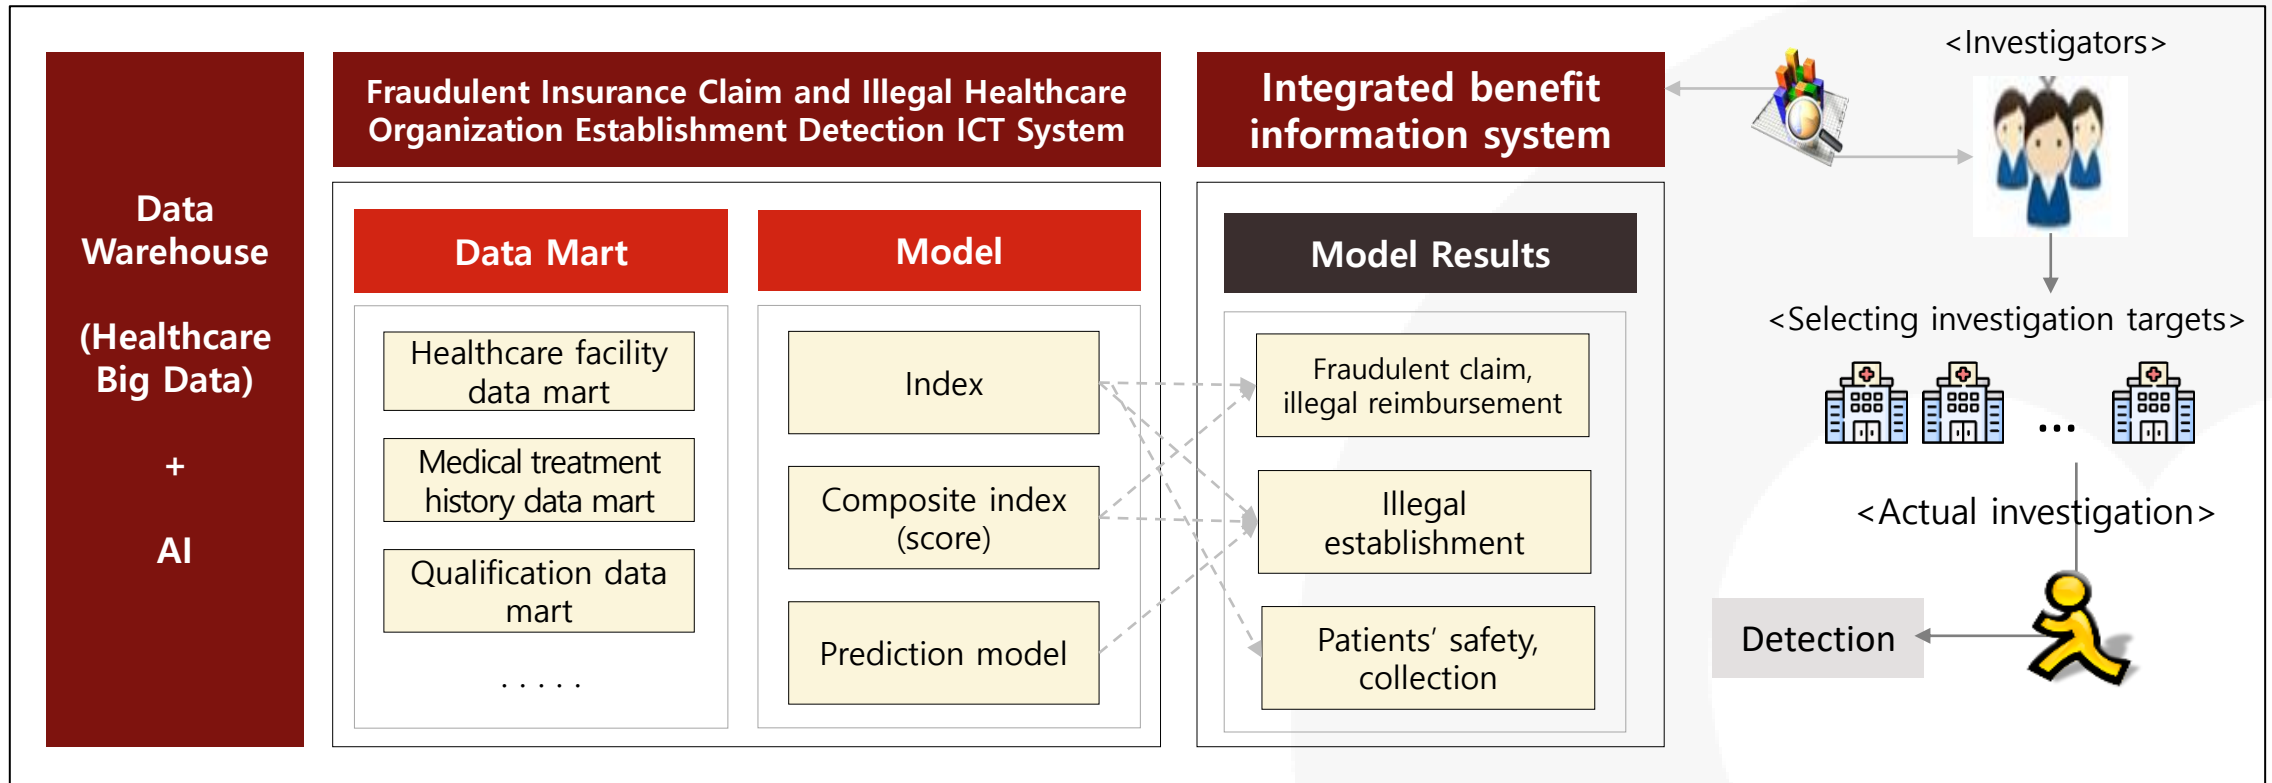 Data
Warehouse
(Healthcare
Big Data)
+
AI
Fraudulent Insurance Claim and Illegal Healthcare
Organization Establishment Detection ICT System
Data Mart
Healthcare facility
data mart
Medical treatment
history data mart
Qualification data
mart
. . . . .
Model
Index
Composite index
(score)
Prediction model
Integrated benefit
information system
Model Results
Fraudulent claim,
illegal reimbursement
Illegal
establishment
Patients’ safety,
collection
<Investigators>
<Selecting investigation targets>
...
<Actual investigation>
Detection